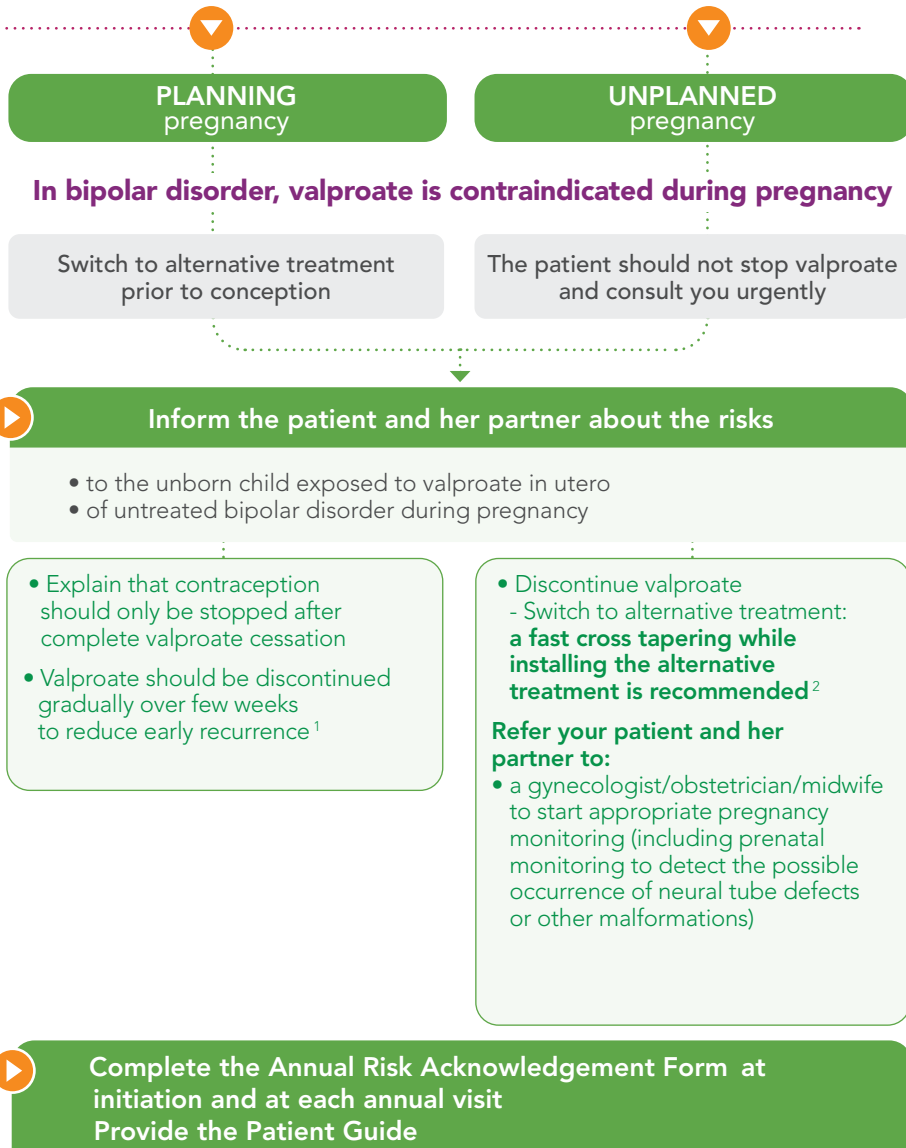 PLANNING
pregnancy
UNPLANNED
pregnancy
In bipolar disorder, valproate is contraindicated during pregnancy
Switch to alternative treatment
prior to conception
The patient should not stop valproate
and consult you urgently
Inform the patient and her partner about the risks
• to the unborn child exposed to valproate in utero
• of untreated bipolar disorder during pregnancy
• Explain that contraception
should only be stopped after
complete valproate cessation
• Valproate should be discontinued
gradually over few weeks
to reduce early recurrence 1
• Discontinue valproate
- Switch to alternative treatment:
a fast cross tapering while
installing the alternative
treatment is recommended 2
Refer your patient and her
partner to:
• a gynecologist/obstetrician/midwife
to start appropriate pregnancy
monitoring (including prenatal
monitoring to detect the possible
occurrence of neural tube defects
or other malformations)
Complete the Annual Risk Acknowledgement Form at
initiation and at each annual visit
Provide the Patient Guide